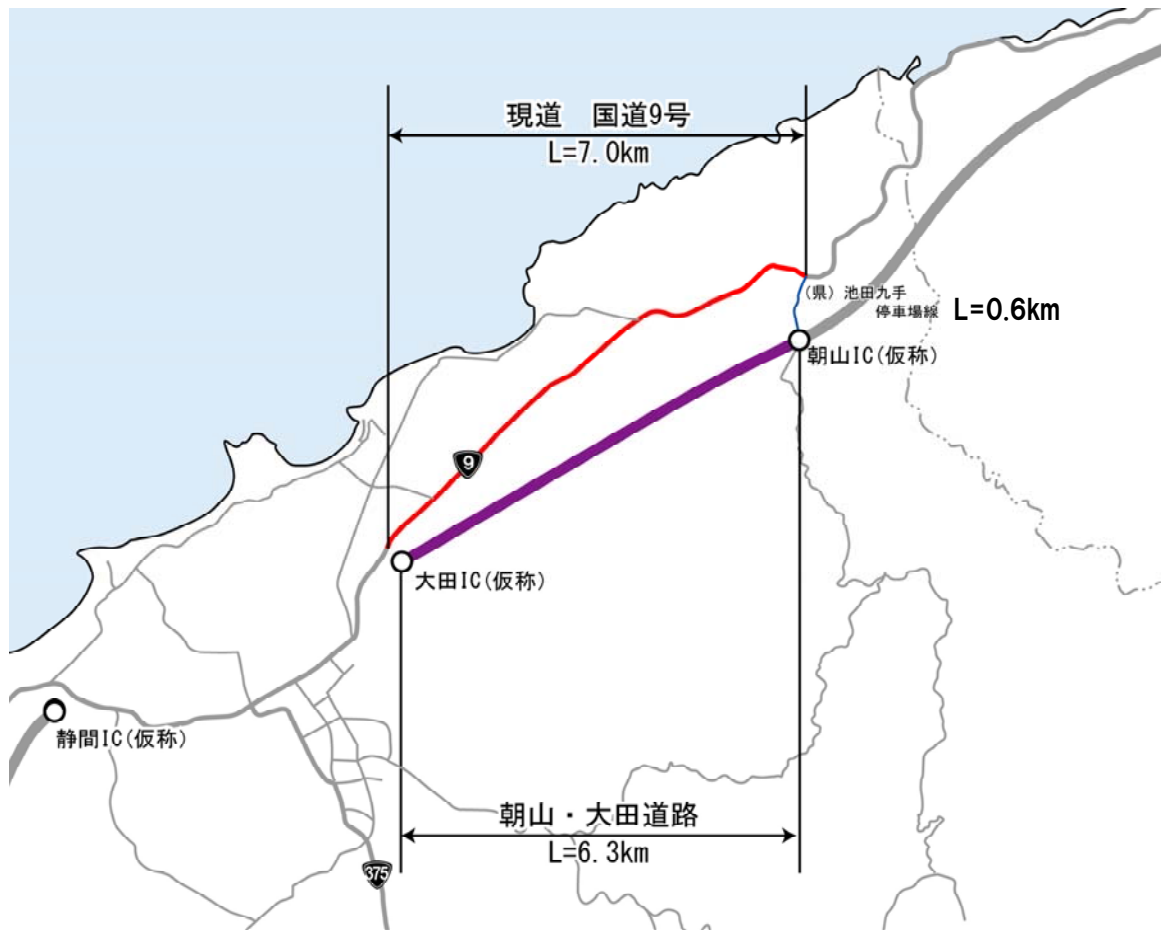 現道　国道9号
L=7.0km
(県) 池田九手
停車場線
L=0.6km
朝山IC(仮称)
9
大田IC(仮称)
静間IC(仮称)
朝山・大田道路
L=6.3km
375